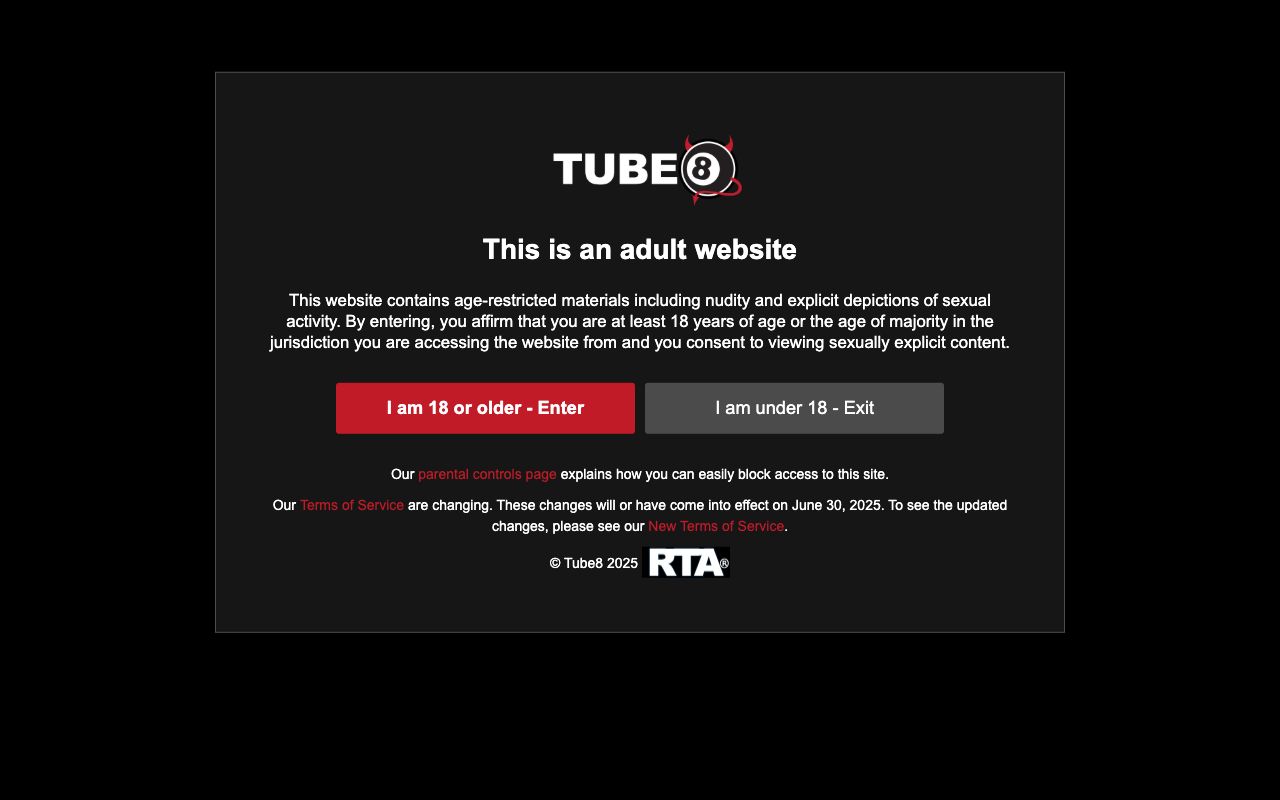 TUBE8
This is an adult website
This website contains age-restricted materials including nudity and explicit depictions of sexual
activity. By entering, you affirm that you are at least 18 years of age or the age of majority in the
jurisdiction you are accessing the website from and you consent to viewing sexually explicit content.
I am 18 or older - Enter
I am under 18 - Exit
Our parental controls page explains how you can easily block access to this site.
Our Terms of Service are changing. These changes will or have come into effect on June 30, 2025. To see the updated
changes, please see our New Terms of Service.
© Tube8 2025 RTA®